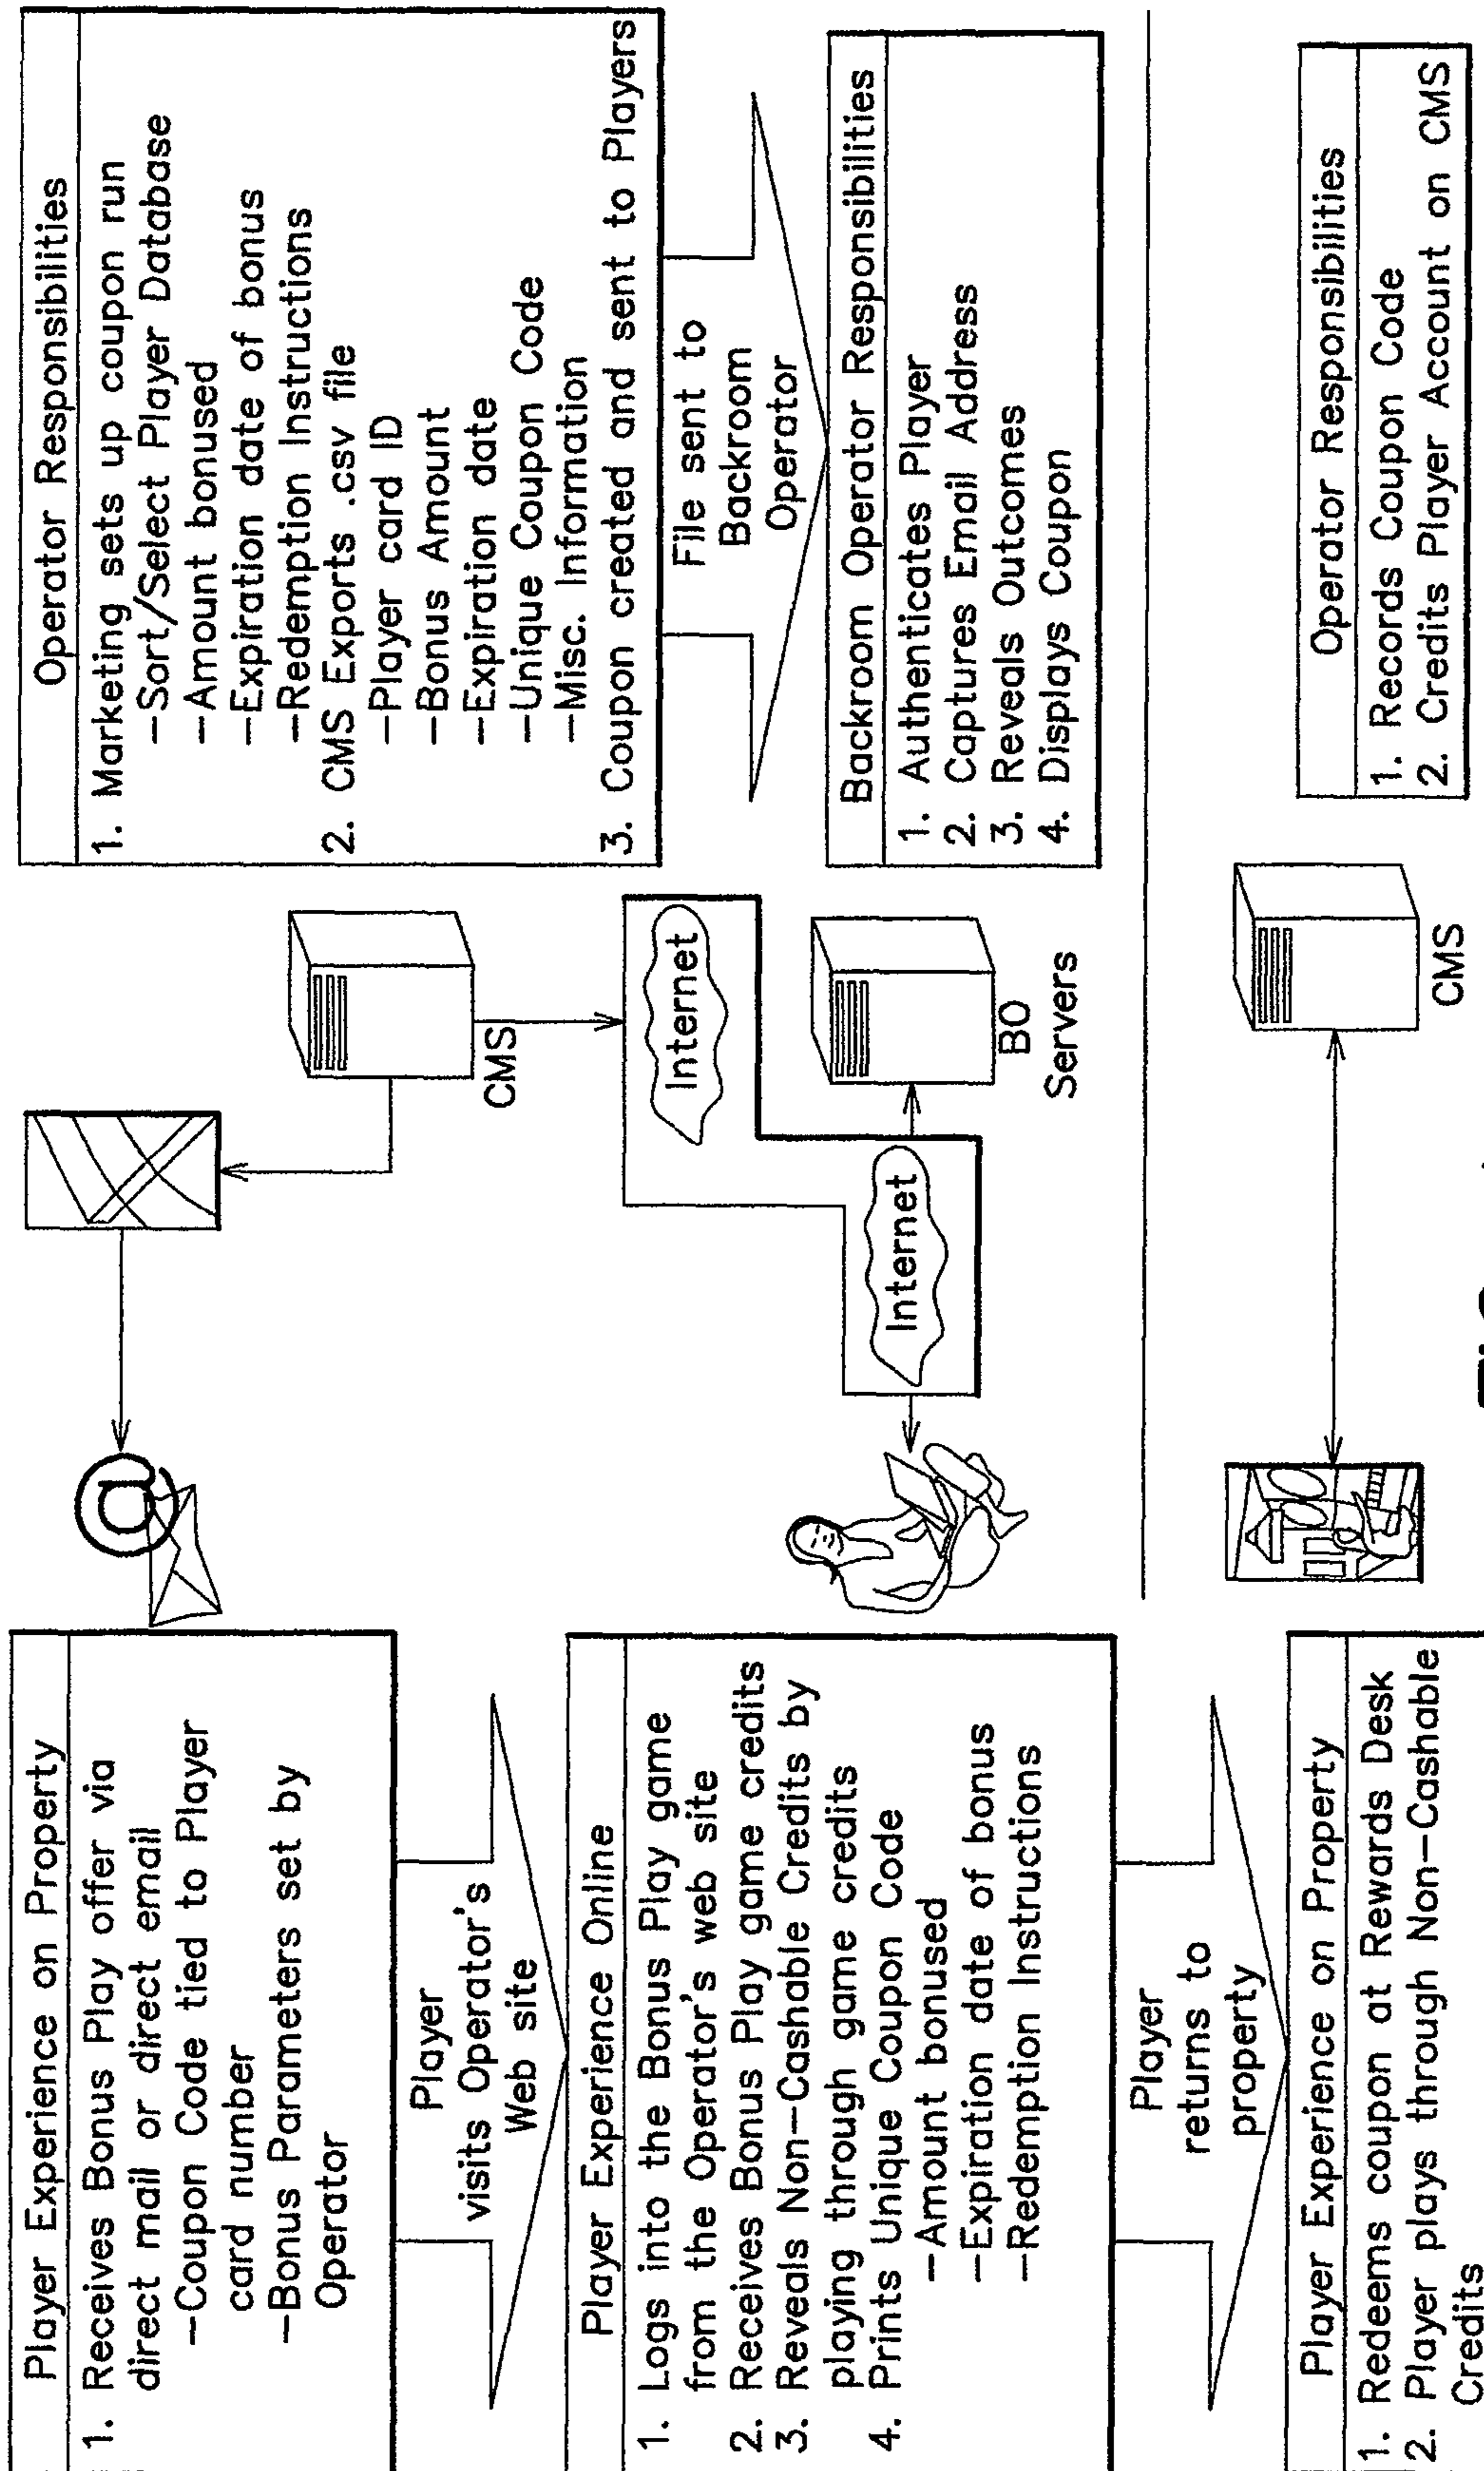 Player Experience on Property
1. Receives Bonus Play offer via
direct mail or direct email
—Coupon Code tied to Player
card number
—Bonus Parameters set by
Operator
Player
visits Operator's
Web site
Player Experience Online
1. Logs into the Bonus Play game
from the Operator's web site
2. Receives Bonus Play game credits
3. Reveals Non—Cashable Credits by
playing through game credits
4. Prints Unique Coupon Code
—Amount bonused
—Expiration date of bonus
—Redemption Instructions
Player
returns to
property
Player Experience on Property
1. Redeems coupon at Rewards Desk
2. Player plays through Non—Cashable
Credits
CMS
Internet
Internet
BO
Servers
CMS
Operator Responsibilities
1. Marketing sets up coupon run
—Sort/Select Player Database
—Amount bonused
—Expiration date of bonus
—Redemption Instructions
2. CMS Exports .csv file
—Player card ID
—Bonus Amount
—Expiration date
—Unique Coupon Code
—Misc. Information
3. Coupon created and sent to Players
File sent to
Backroom
Operator
Backroom Operator Responsibilities
1. Authenticates Player
2. Captures Email Address
3. Reveals Outcomes
4. Displays Coupon
Operator Responsibilities
1. Records Coupon Code
2. Credits Player Account on CMS